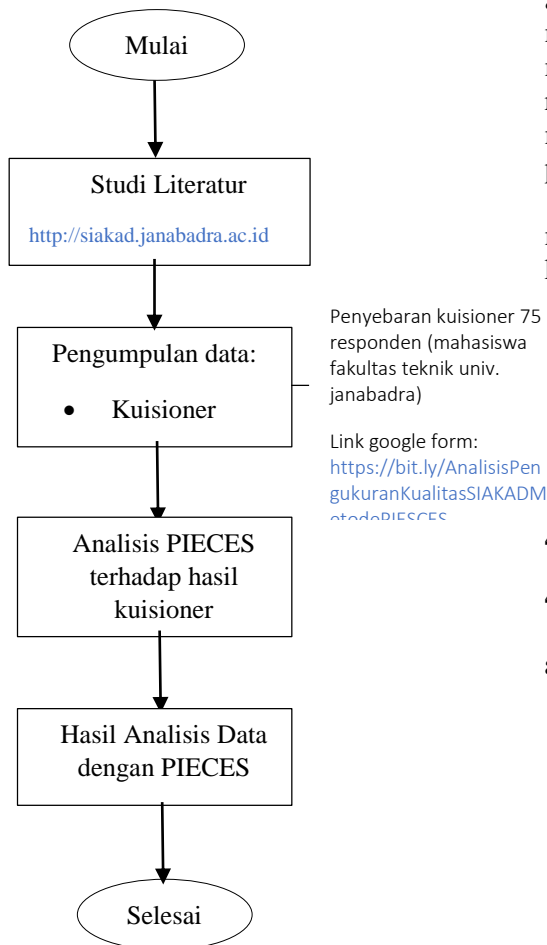 Mulai
Studi Literatur
http://siakad.janabadra.ac.id
Pengumpulan data:
• Kuisioner
Penyebaran kuisioner 75
responden (mahasiswa
fakultas teknik univ.
janabadra)
Link google form:
https://bit.ly/AnalisisPen
gukuranKualitasSIAKADM
etodePIESCES
Analisis PIECES
terhadap hasil
kuisioner
Hasil Analisis Data
dengan PIECES
Selesai